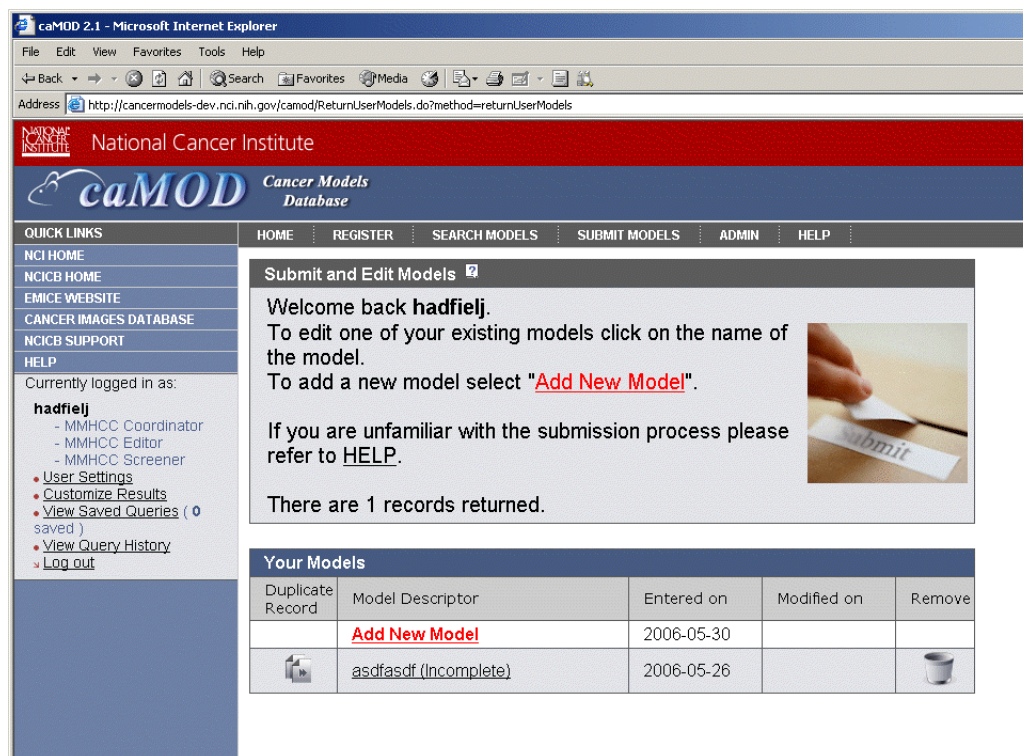 caMOD 2.1 - Microsoft Internet Explorer
File Edit View Favorites Tools Help
Back Search Favorites Media
Address http://cancermodels-dev.nci.nih.gov/camod/ReturnUserModels.do?method=returnUserModels
NATIONAL CANCER INSTITUTE National Cancer Institute
caMOD Cancer Models Database
QUICK LINKS
NCI HOME
NCICB HOME
EMICE WEBSITE
CANCER IMAGES DATABASE
NCICB SUPPORT
HELP
Currently logged in as:
hadfielj
- MMHCC Coordinator
- MMHCC Editor
- MMHCC Screener
User Settings
Customize Results
View Saved Queries ( 0
saved )
View Query History
Log out
HOME REGISTER SEARCH MODELS SUBMIT MODELS ADMIN HELP
Submit and Edit Models ?
Welcome back hadfielj.
To edit one of your existing models click on the name of
the model.
To add a new model select "Add New Model".
If you are unfamiliar with the submission process please
refer to HELP.
There are 1 records returned.
Submit
Your Models
Duplicate Record Model Descriptor Entered on Modified on Remove
Add New Model 2006-05-30
asdfasdf (Incomplete) 2006-05-26